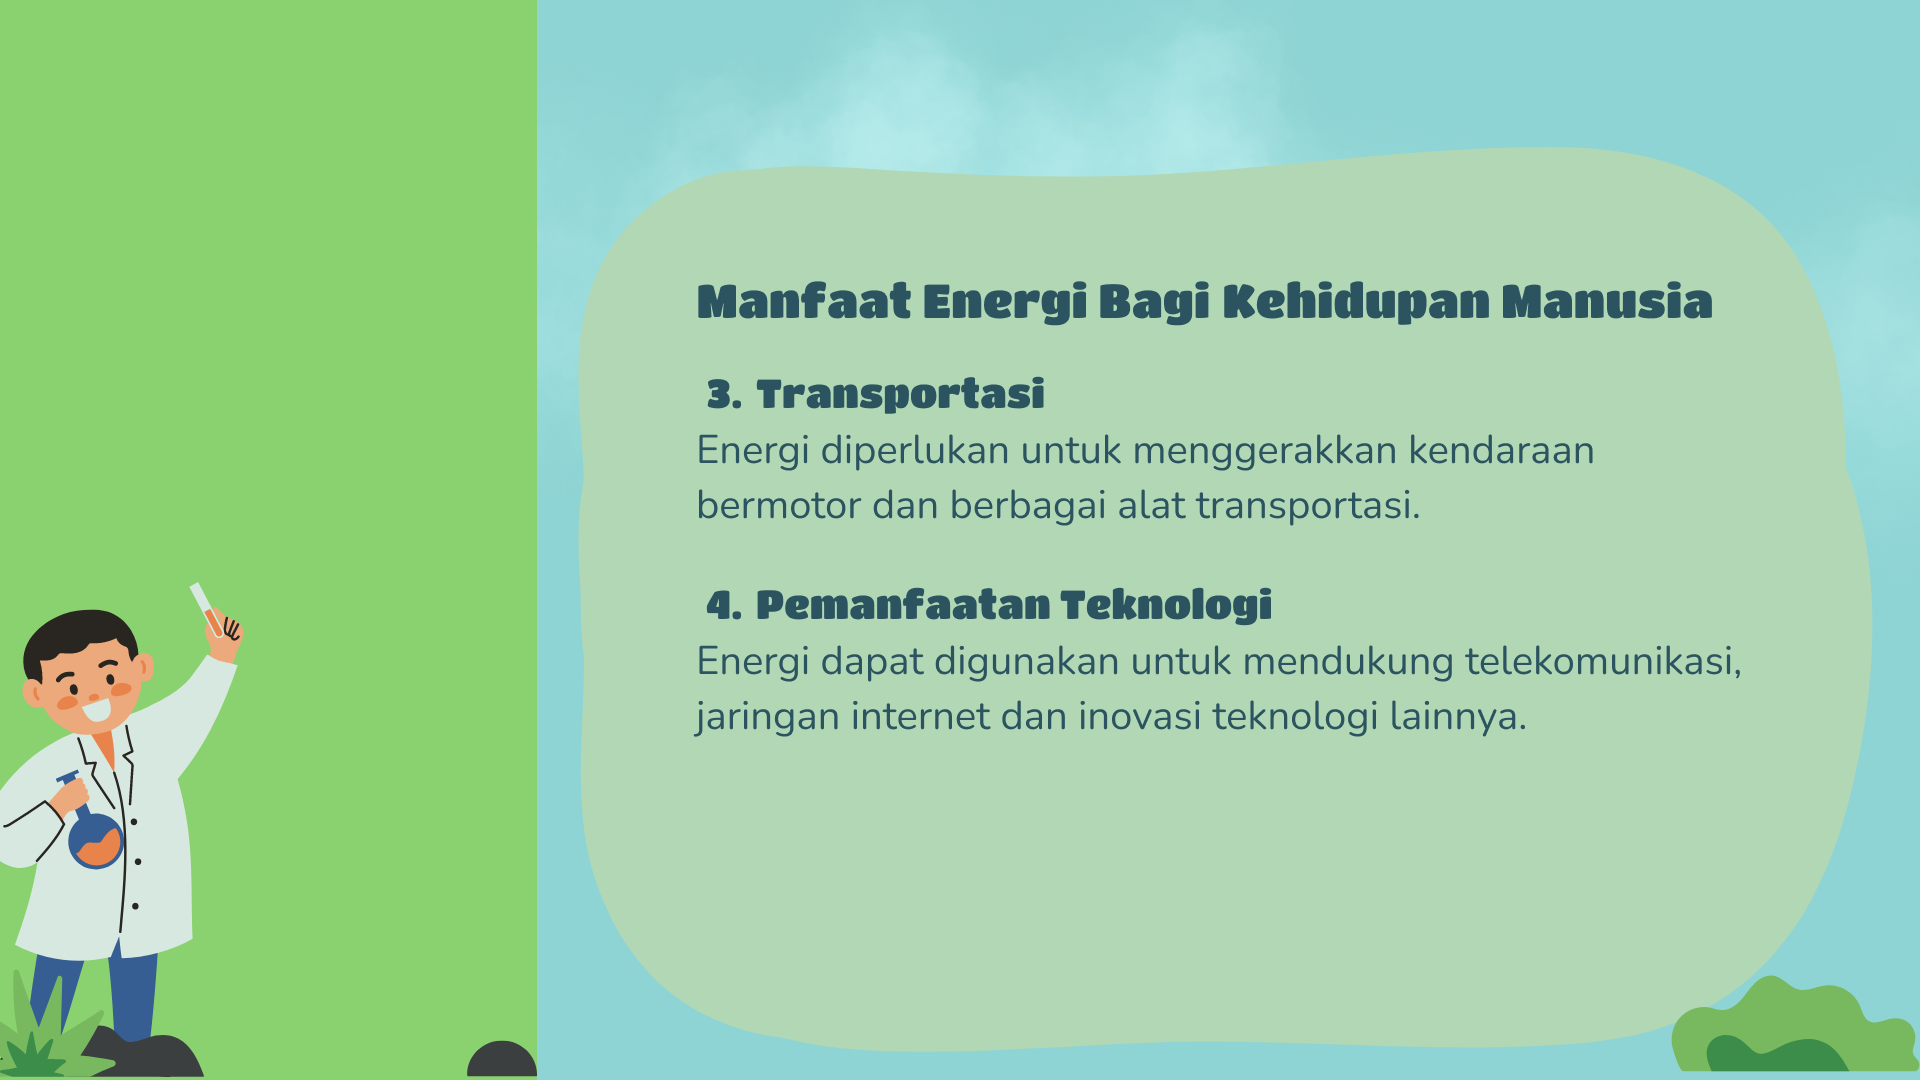 Manfaat Energi Bagi Kehidupan Manusia
3. Transportasi
Energi diperlukan untuk menggerakkan kendaraan
bermotor dan berbagai alat transportasi.
4. Pemanfaatan Teknologi
Energi dapat digunakan untuk mendukung telekomunikasi,
jaringan internet dan inovasi teknologi lainnya.